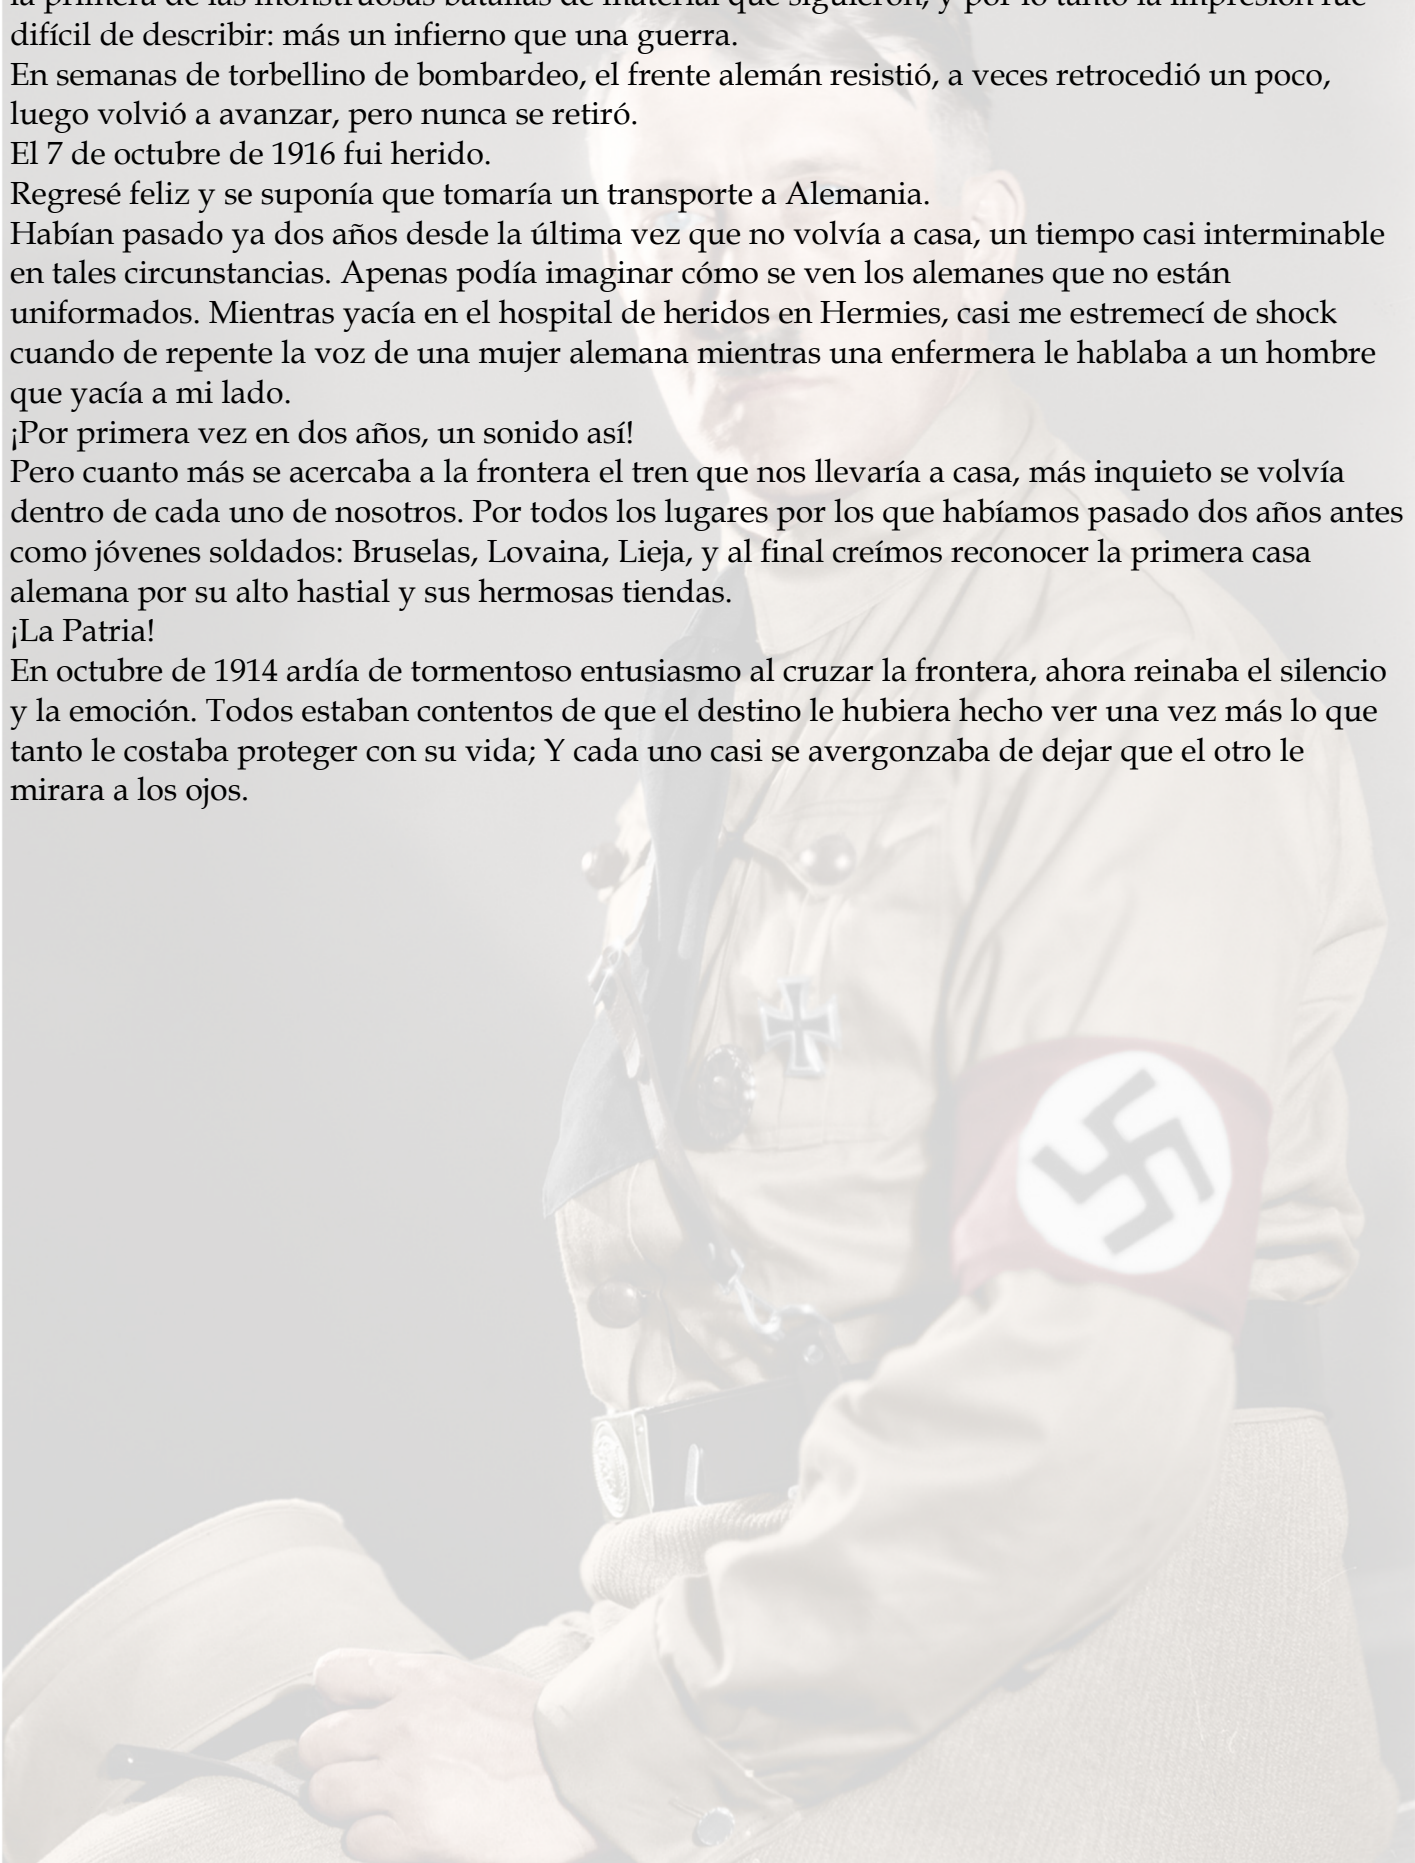 la primera de las monstruosas batallas de material que siguieron, y por lo tanto la impresión fue
difícil de describir: más un infierno que una guerra.
En semanas de torbellino de bombardeo, el frente alemán resistió, a veces retrocedió un poco,
luego volvió a avanzar, pero nunca se retiró.
El 7 de octubre de 1916 fui herido.
Regresé feliz y se suponía que tomaría un transporte a Alemania.
Habían pasado ya dos años desde la última vez que no volvía a casa, un tiempo casi interminable
en tales circunstancias. Apenas podía imaginar cómo se ven los alemanes que no están
uniformados. Mientras yacía en el hospital de heridos en Hermies, casi me estremecí de shock
cuando de repente la voz de una mujer alemana mientras una enfermera le hablaba a un hombre
que yacía a mi lado.
¡Por primera vez en dos años, un sonido así!
Pero cuanto más se acercaba a la frontera el tren que nos llevaría a casa, más inquieto se volvía
dentro de cada uno de nosotros. Por todos los lugares por los que habíamos pasado dos años antes
como jóvenes soldados: Bruselas, Lovaina, Lieja, y al final creímos reconocer la primera casa
alemana por su alto hastial y sus hermosas tiendas.
¡La Patria!
En octubre de 1914 ardía de tormentoso entusiasmo al cruzar la frontera, ahora reinaba el silencio
y la emoción. Todos estaban contentos de que el destino le hubiera hecho ver una vez más lo que
tanto le costaba proteger con su vida; Y cada uno casi se avergonzaba de dejar que el otro le
mirara a los ojos.